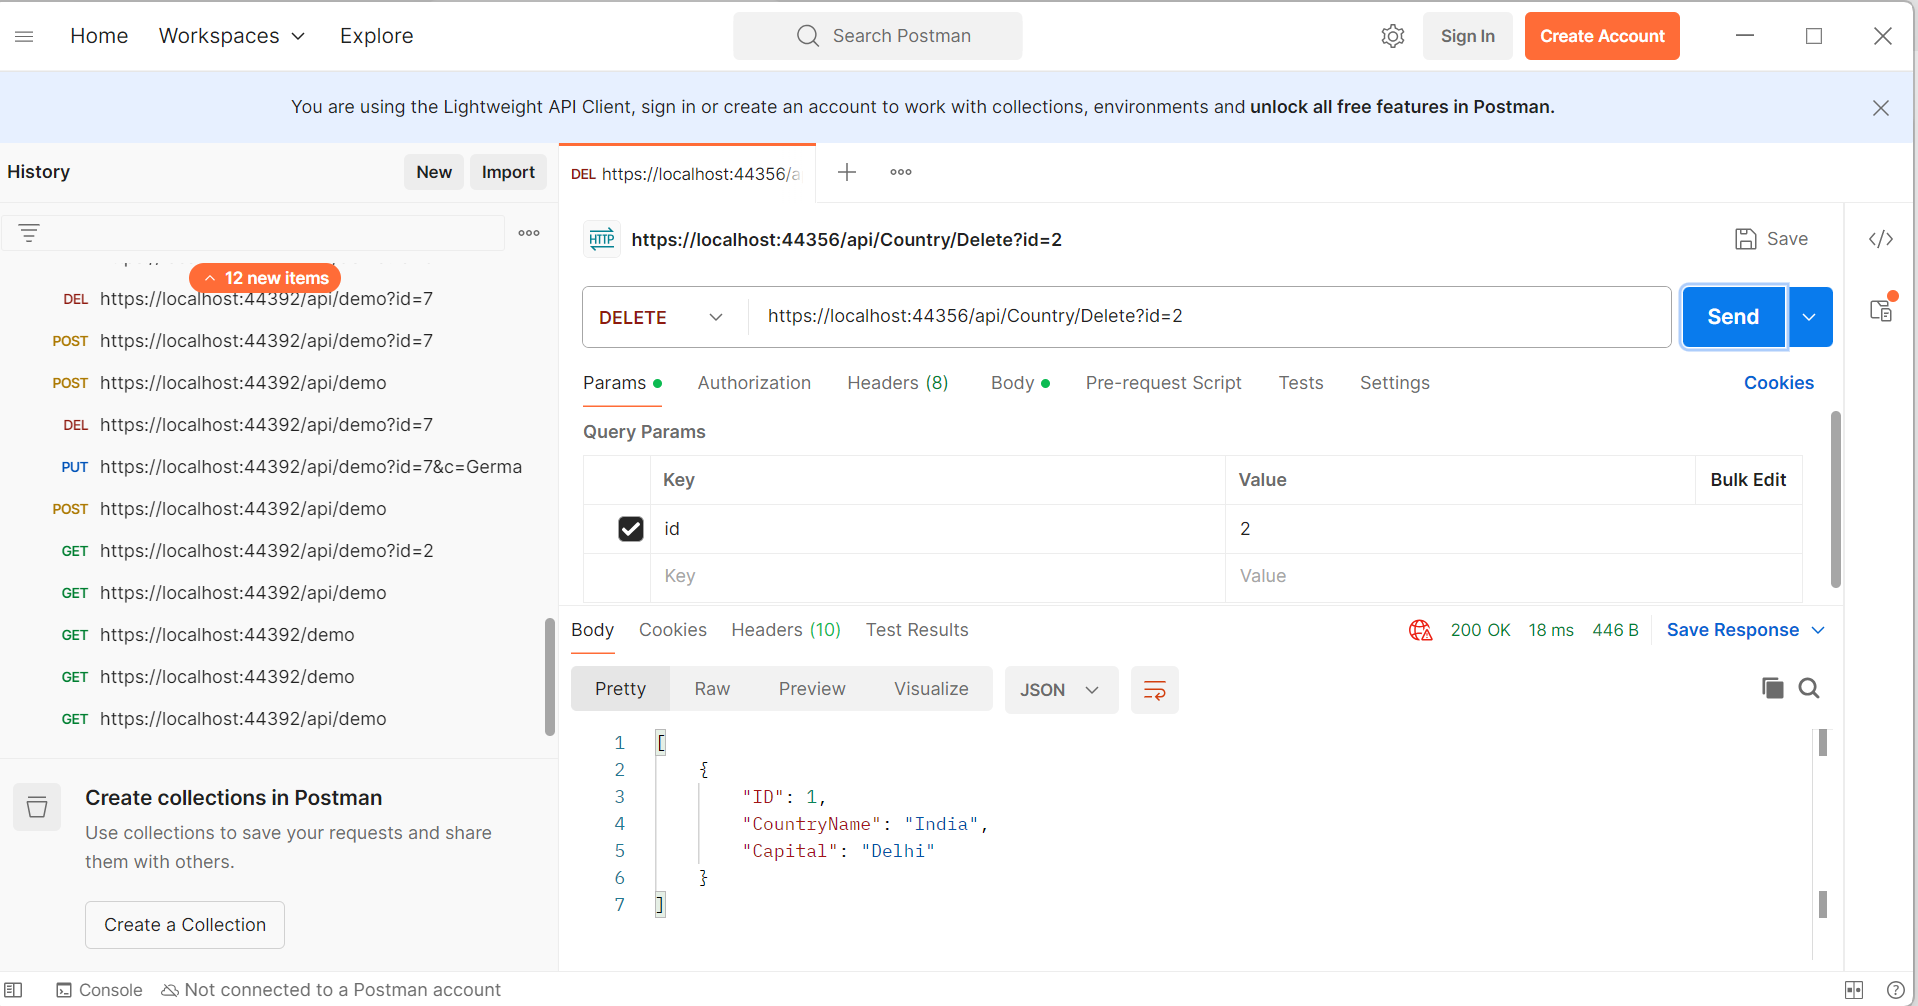 Home Workspaces Explore Search Postman Sign In Create Account
You are using the Lightweight API Client, sign in or create an account to work with collections, environments and unlock all free features in Postman.
History New Import
12 new items
DEL https://localhost:44392/api/demo?id=7
POST https://localhost:44392/api/demo?id=7
POST https://localhost:44392/api/demo
DEL https://localhost:44392/api/demo?id=7
PUT https://localhost:44392/api/demo?id=7&c=Germa
POST https://localhost:44392/api/demo
GET https://localhost:44392/api/demo?id=2
GET https://localhost:44392/api/demo
GET https://localhost:44392/demo
GET https://localhost:44392/demo
GET https://localhost:44392/api/demo
Create collections in Postman
Use collections to save your requests and share
them with others.
Create a Collection
DEL https://localhost:44356/a
HTTP https://localhost:44356/api/Country/Delete?id=2 Save </>
DELETE https://localhost:44356/api/Country/Delete?id=2 Send
Params Authorization Headers (8) Body Pre-request Script Tests Settings Cookies
Query Params
Key Value Bulk Edit
id 2
Key Value
Body Cookies Headers (10) Test Results 200 OK 18 ms 446 B Save Response
Pretty Raw Preview Visualize JSON
1 [
2 {
3 "ID": 1,
4 "CountryName": "India",
5 "Capital": "Delhi"
6 }
7 ]
Console Not connected to a Postman account